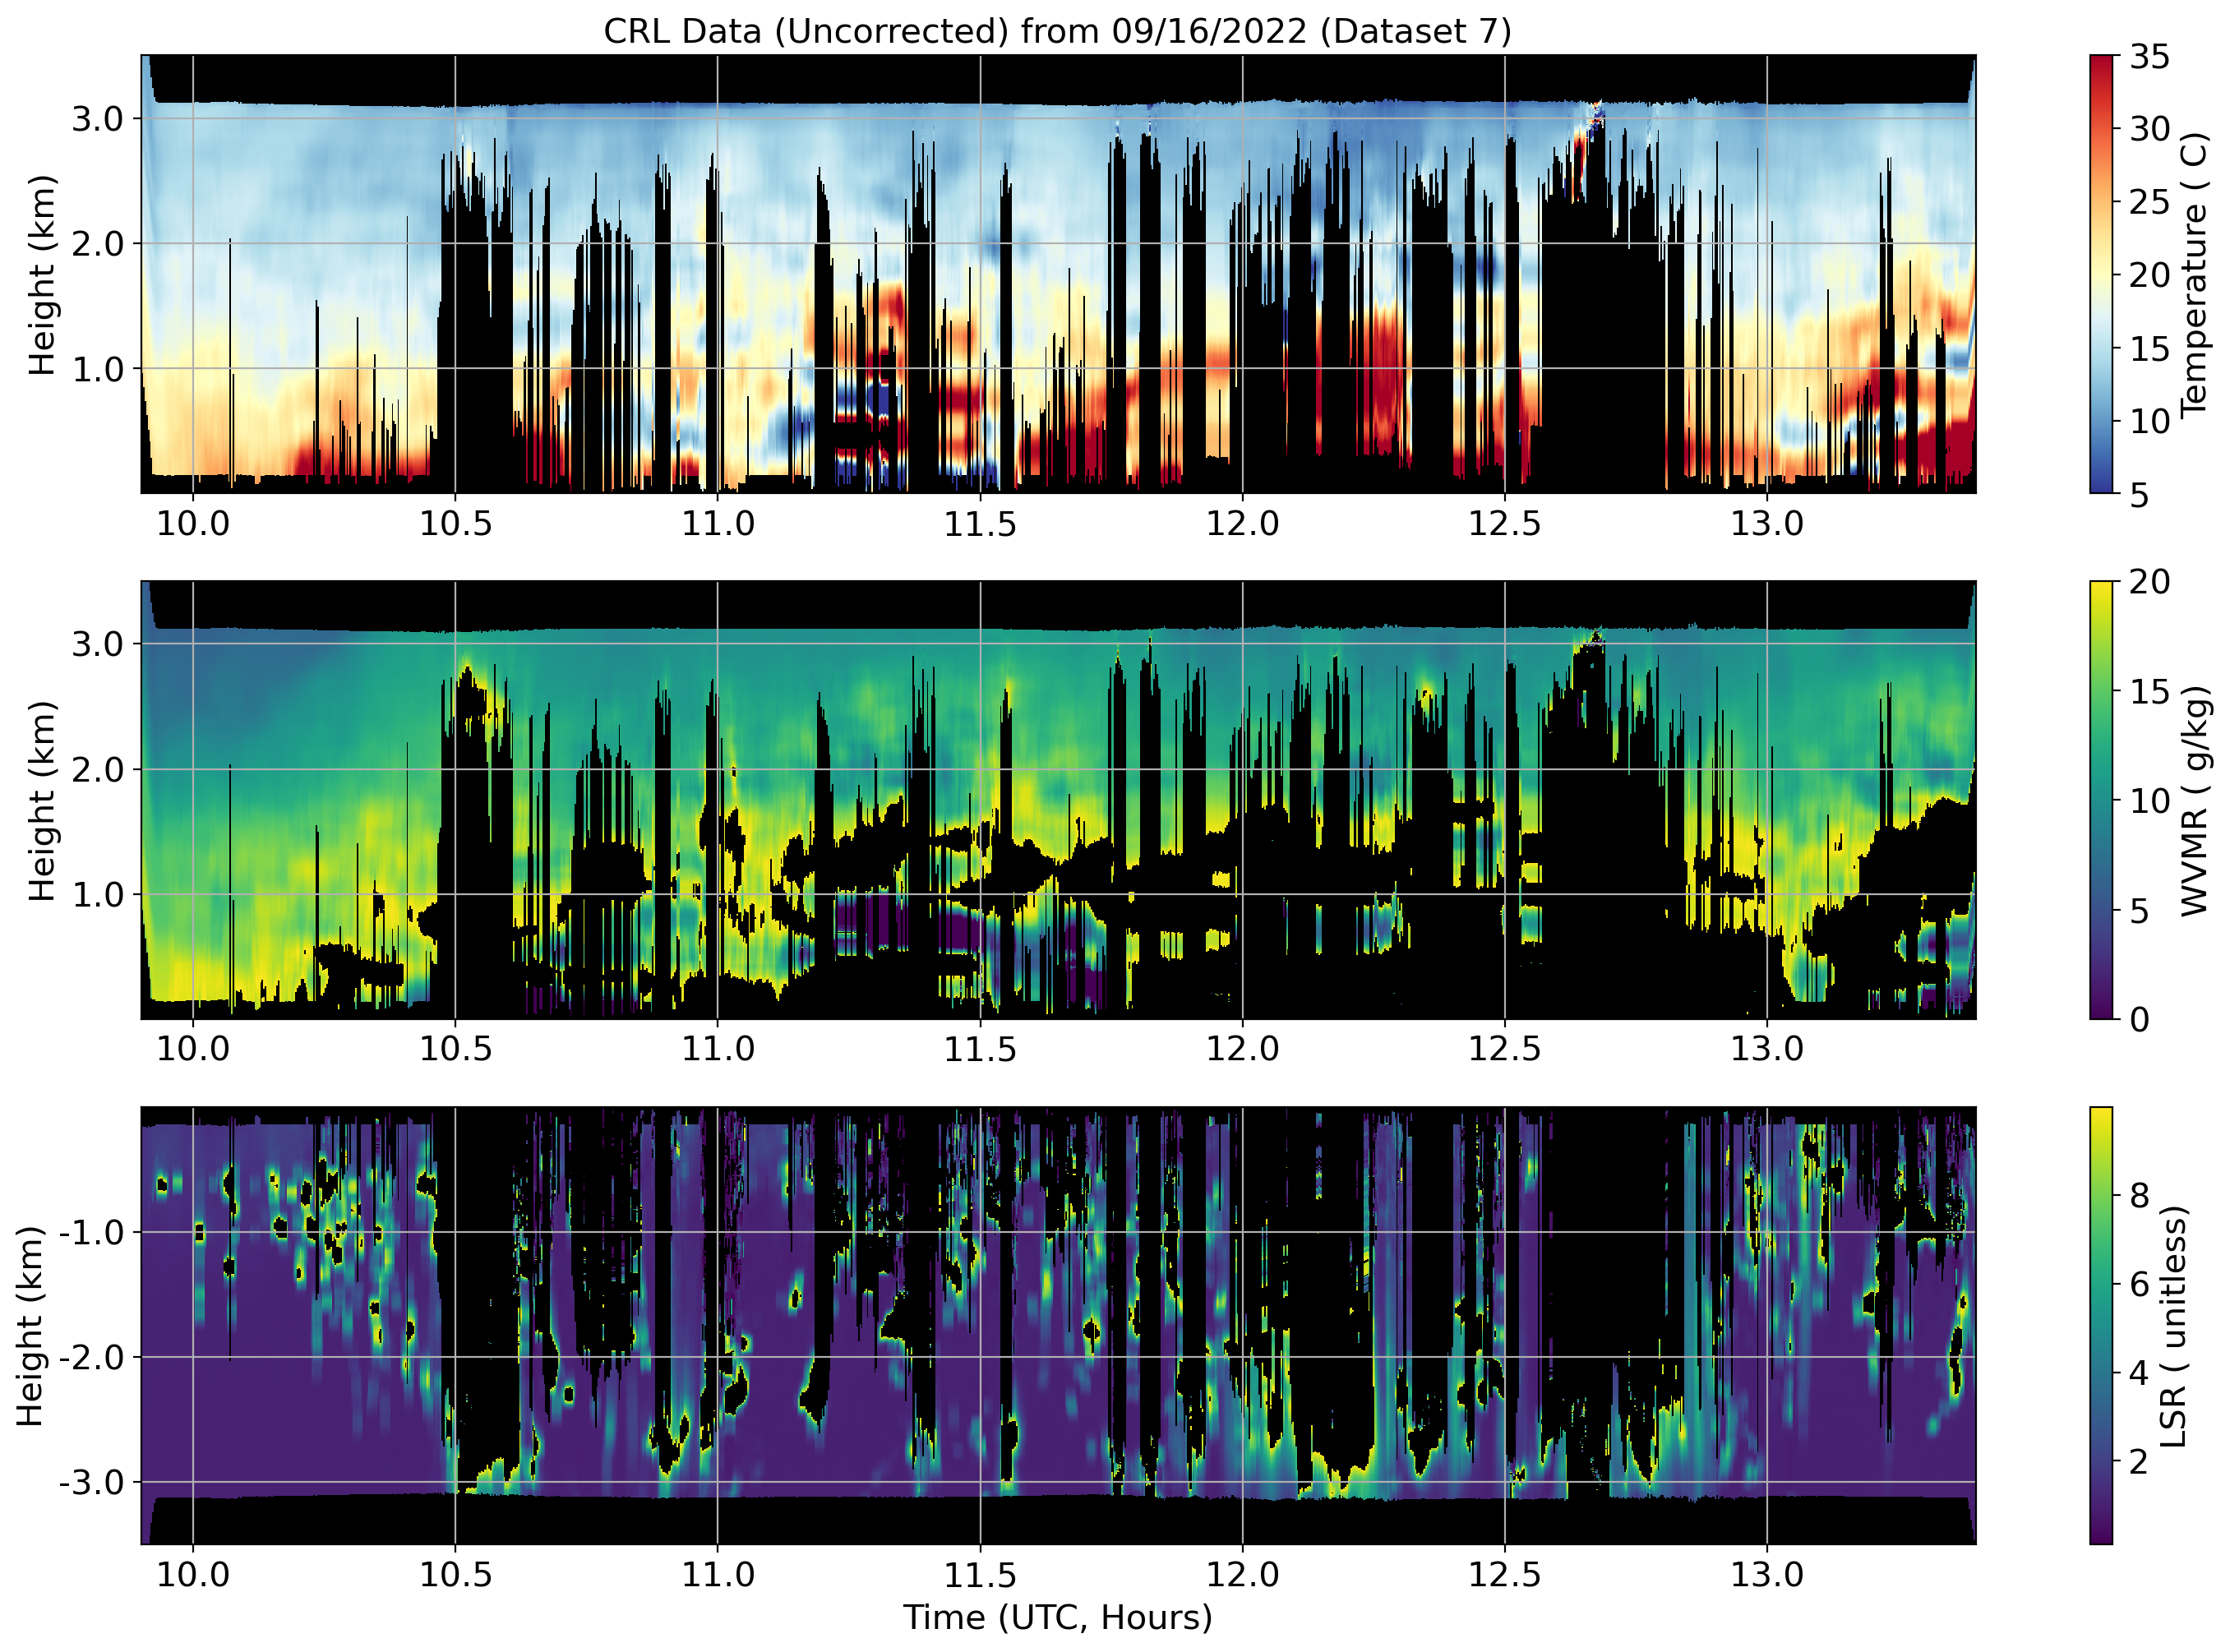 CRL Data (Uncorrected) from 09/16/2022 (Dataset 7)
Height (km)
3.0
2.0
1.0
10.0 10.5 11.0 11.5 12.0 12.5 13.0
35
30
25
20
15
10
5
Temperature ( C)
Height (km)
3.0
2.0
1.0
10.0 10.5 11.0 11.5 12.0 12.5 13.0
20
15
10
5
0
WVMR ( g/kg)
Height (km)
-1.0
-2.0
-3.0
10.0 10.5 11.0 11.5 12.0 12.5 13.0
Time (UTC, Hours)
8
6
4
2
LSR ( unitless)